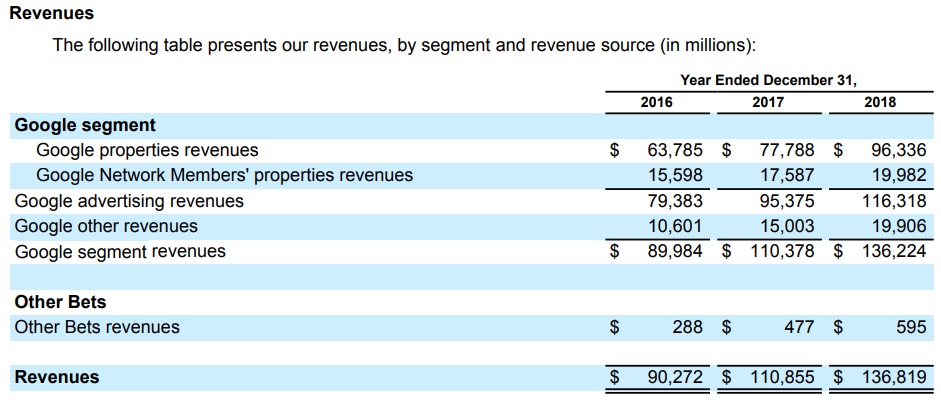 Revenues
The following table presents our revenues, by segment and revenue source (in millions):
Year Ended December 31,
2016 2017 2018
Google segment
Google properties revenues $ 63,785 $ 77,788 $ 96,336
Google Network Members' properties revenues 15,598 17,587 19,982
Google advertising revenues 79,383 95,375 116,318
Google other revenues 10,601 15,003 19,906
Google segment revenues $ 89,984 $ 110,378 $ 136,224
Other Bets
Other Bets revenues $ 288 $ 477 $ 595
Revenues $ 90,272 $ 110,855 $ 136,819